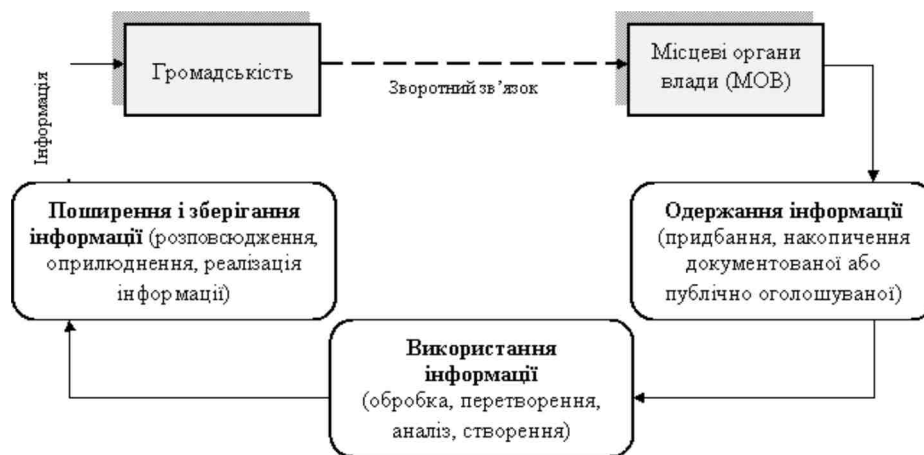 Громадськість
Зворотний зв’язок
Місцеві органи
влади (МОВ)
Інформація
Поширення і зберігання
інформації (розповсюдження,
оприлюднення, реалізація
інформації)
Одержання інформації
(придбання, накопичення
документованої або
публічно оголошуваної)
Використання
інформації
(обробка, перетворення,
аналіз, створення)